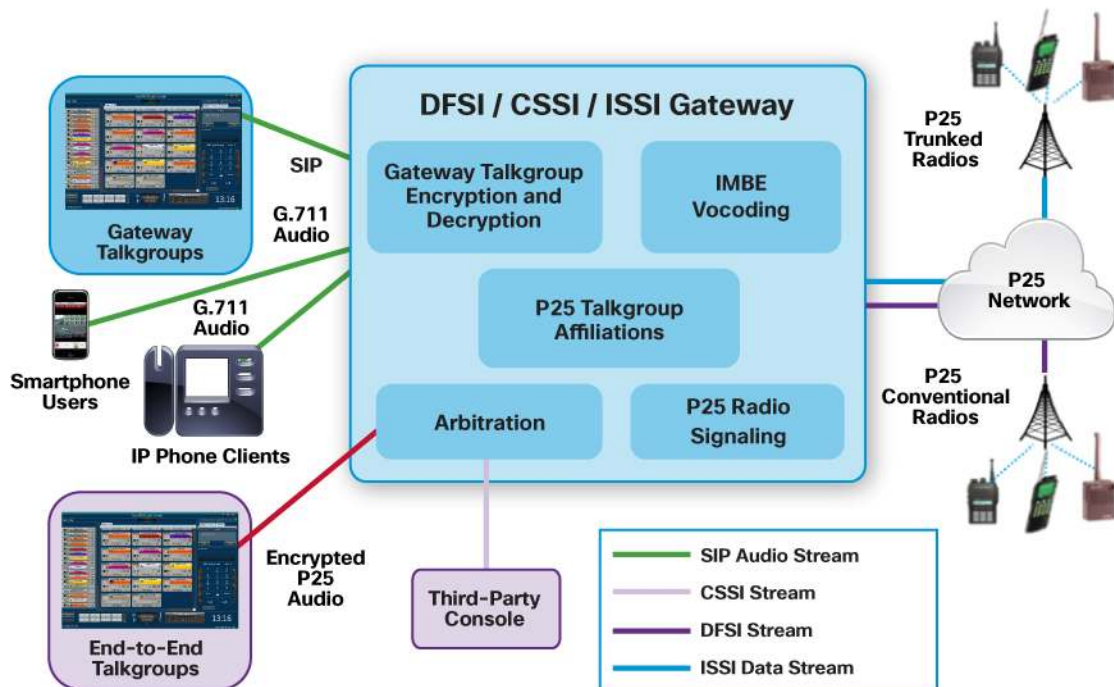 DFSI / CSSI / ISSI Gateway
Gateway Talkgroup
Encryption and
Decryption
IMBE
Vocoding
P25 Talkgroup
Affiliations
Arbitration
P25 Radio
Signaling
SIP
G.711
Audio
Gateway
Talkgroups
13:16
G.711
Audio
Smartphone
Users
IP Phone Clients
Encrypted
P25
Audio
13:16
End-to-End
Talkgroups
Third-Party
Console
P25
Trunked
Radios
P25
Network
P25
Conventional
Radios
SIP Audio Stream
CSSI Stream
DFSI Stream
ISSI Data Stream